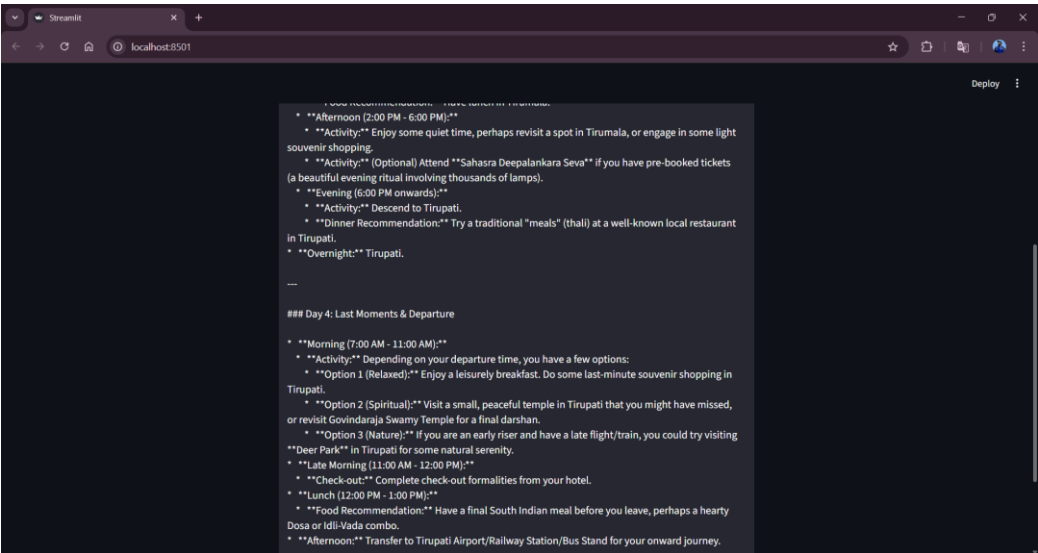 Streamlit
localhost:8501
Deploy
Food Recommendation:** Have lunch in Tirumala.
* **Afternoon (2:00 PM - 6:00 PM):**
* **Activity:** Enjoy some quiet time, perhaps revisit a spot in Tirumala, or engage in some light
souvenir shopping.
* **Activity:** (Optional) Attend **Sahasra Deepalankara Seva** if you have pre-booked tickets
(a beautiful evening ritual involving thousands of lamps).
* **Evening (6:00 PM onwards):**
* **Activity:** Descend to Tirupati.
* **Dinner Recommendation:** Try a traditional "meals" (thali) at a well-known local restaurant
in Tirupati.
* **Overnight:** Tirupati.
---
### Day 4: Last Moments & Departure
* **Morning (7:00 AM - 11:00 AM):**
* **Activity:** Depending on your departure time, you have a few options:
* **Option 1 (Relaxed):** Enjoy a leisurely breakfast. Do some last-minute souvenir shopping in
Tirupati.
* **Option 2 (Spiritual):** Visit a small, peaceful temple in Tirupati that you might have missed,
or revisit Govindaraja Swamy Temple for a final darshan.
* **Option 3 (Nature):** If you are an early riser and have a late flight/train, you could try visiting
**Deer Park** in Tirupati for some natural serenity.
* **Late Morning (11:00 AM - 12:00 PM):**
* **Check-out:** Complete check-out formalities from your hotel.
* **Lunch (12:00 PM - 1:00 PM):**
* **Food Recommendation:** Have a final South Indian meal before you leave, perhaps a hearty
Dosa or Idli-Vada combo.
* **Afternoon:** Transfer to Tirupati Airport/Railway Station/Bus Stand for your onward journey.